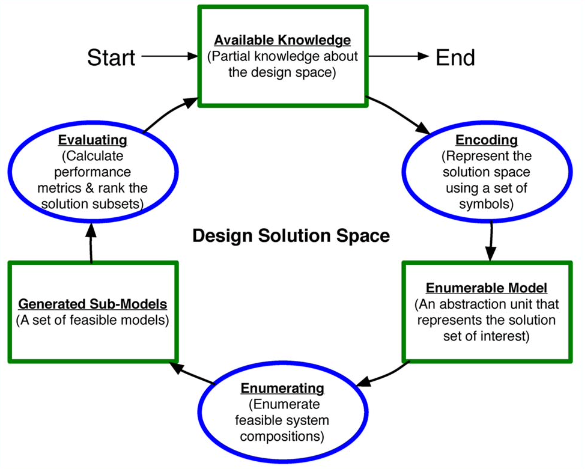 Start
Available Knowledge
(Partial knowledge about
the design space)
End
Evaluating
(Calculate
performance
metrics & rank the
solution subsets)
Encoding
(Represent the
solution space
using a set of
symbols)
Design Solution Space
Generated Sub-Models
(A set of feasible models)
Enumerable Model
(An abstraction unit that
represents the solution
set of interest)
Enumerating
(Enumerate
feasible system
compositions)